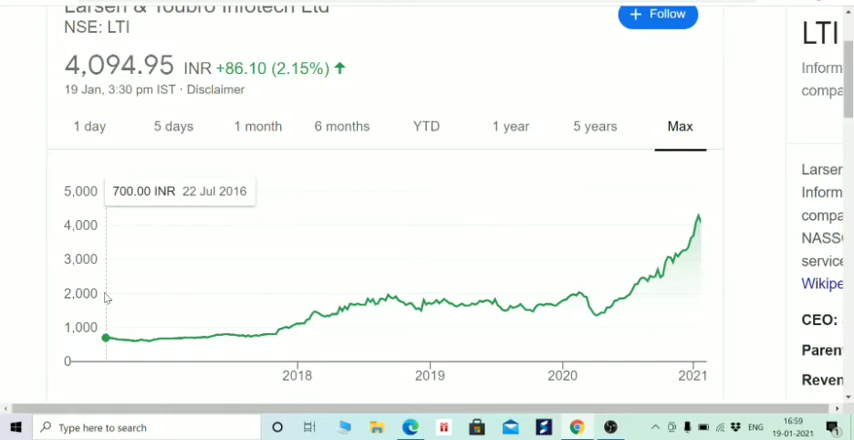 Larsen & Toubro Infotech Ltd
NSE: LTI
+ Follow
4,094.95 INR +86.10 (2.15%) ↑
19 Jan, 3:30 pm IST · Disclaimer
1 day 5 days 1 month 6 months YTD 1 year 5 years Max
700.00 INR 22 Jul 2016
5,000
4,000
3,000
2,000
1,000
0
2018 2019 2020 2021
LTI
Inform
compa
Larser
Inform
compa
NASS
service
Wikipe
CEO:
Paren
Reven
Type here to search
ENG
16:59
19-01-2021